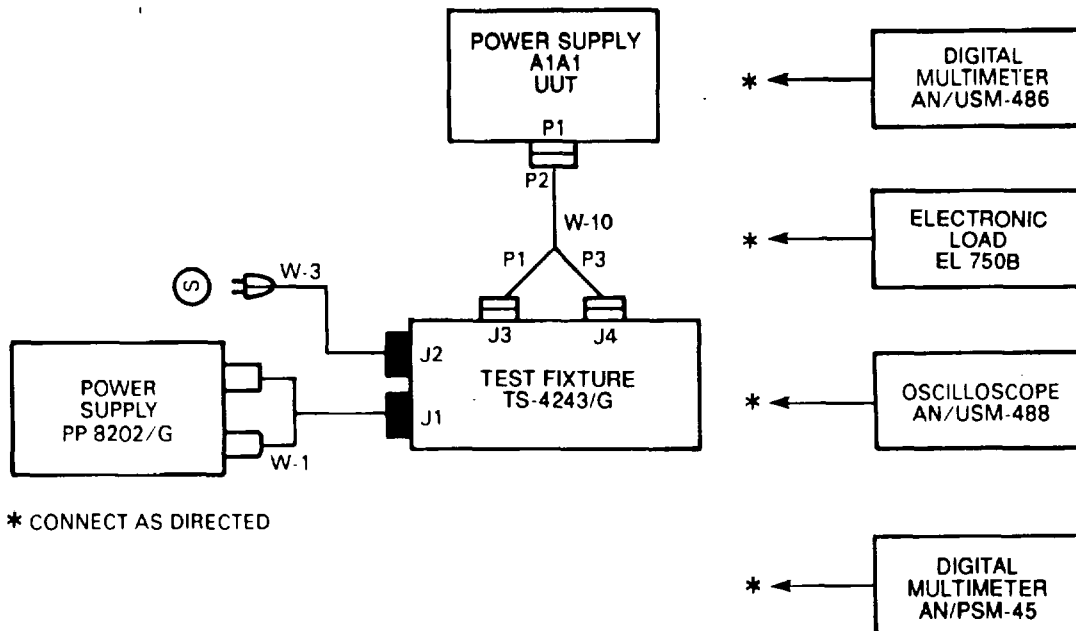 POWER SUPPLY
A1A1
UUT
P1
P2
W-10
P1
P3
J3
J4
W-3
S
J2
J1
TEST FIXTURE
TS-4243/G
POWER
SUPPLY
PP 8202/G
W-1
* CONNECT AS DIRECTED
*
DIGITAL
MULTIMETER
AN/USM-486
*
ELECTRONIC
LOAD
EL 750B
*
OSCILLOSCOPE
AN/USM-488
*
DIGITAL
MULTIMETER
AN/PSM-45